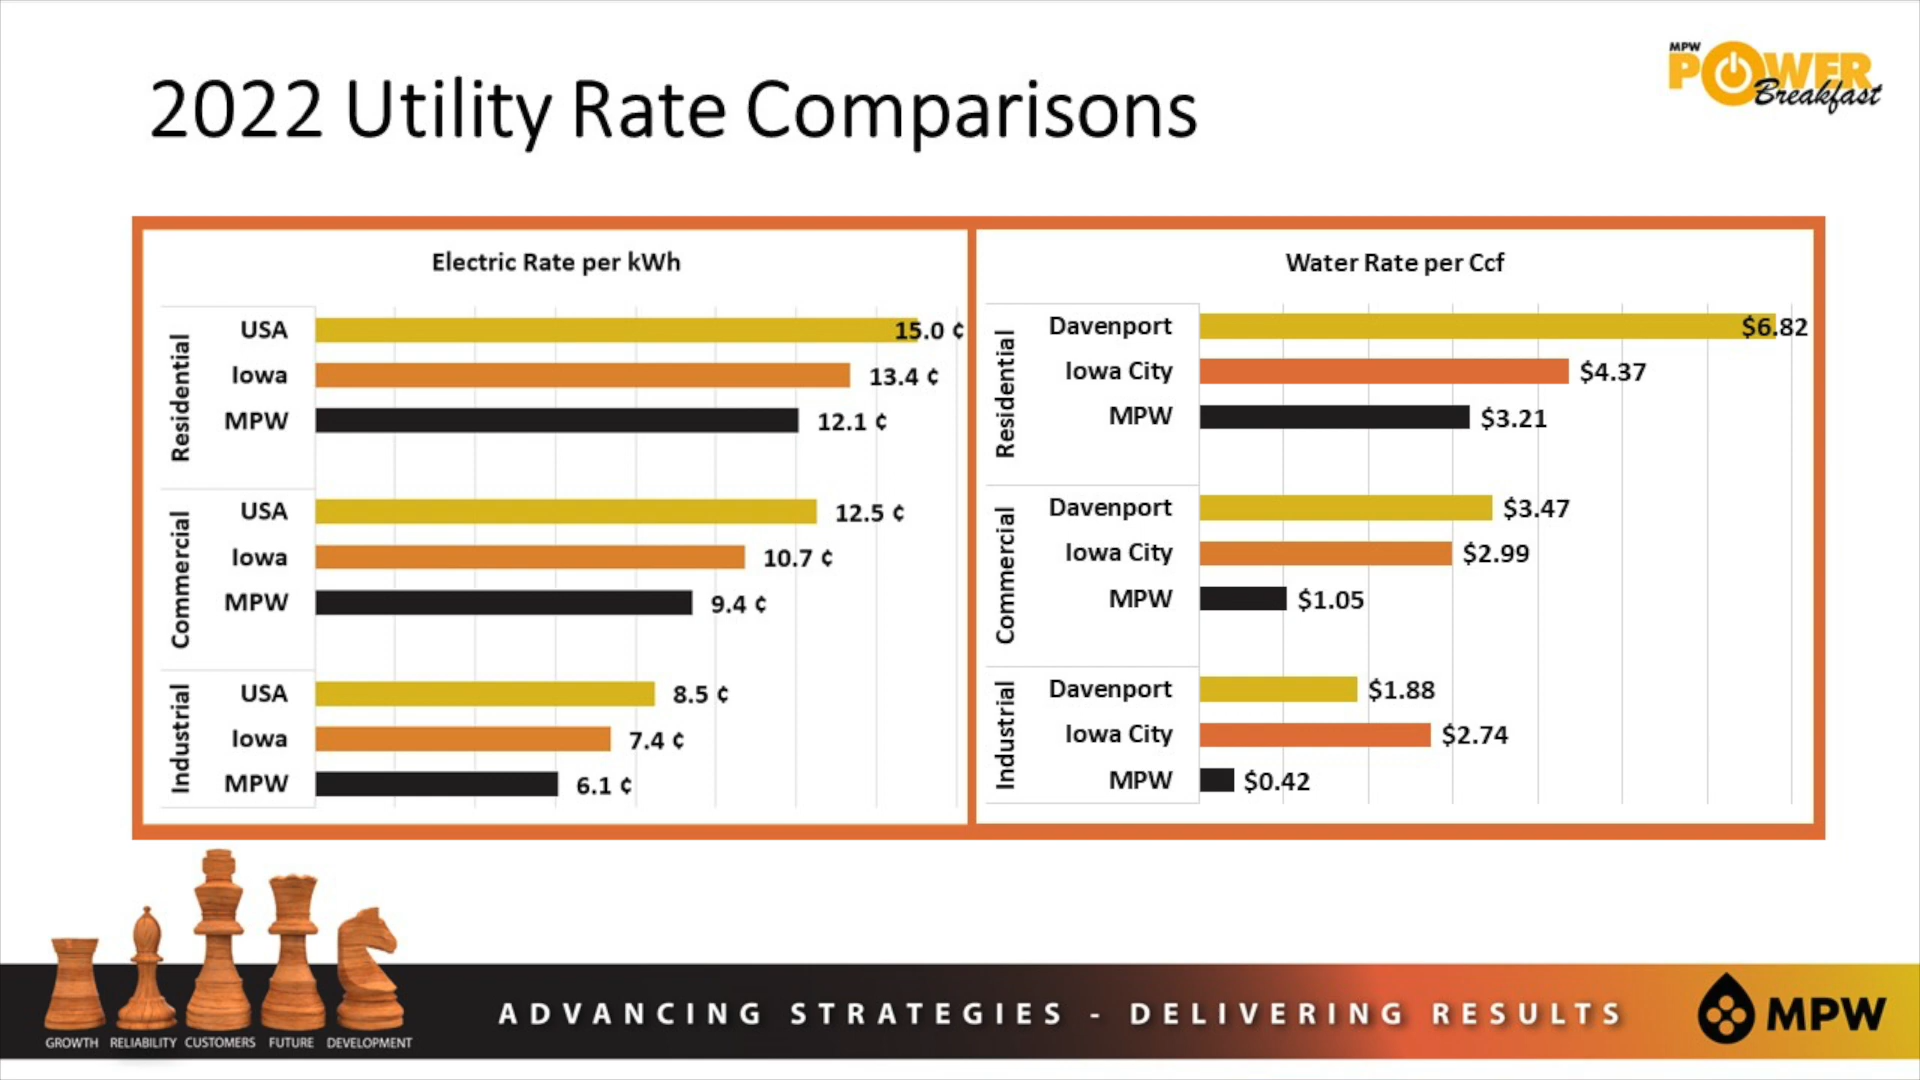 2022 Utility Rate Comparisons
MPW
POWER
Breakfast
Electric Rate per kWh
Residential
USA 15.0 ¢
Iowa 13.4 ¢
MPW 12.1 ¢
Commercial
USA 12.5 ¢
Iowa 10.7 ¢
MPW 9.4 ¢
Industrial
USA 8.5 ¢
Iowa 7.4 ¢
MPW 6.1 ¢
Water Rate per Ccf
Residential
Davenport $6.82
Iowa City $4.37
MPW $3.21
Commercial
Davenport $3.47
Iowa City $2.99
MPW $1.05
Industrial
Davenport $1.88
Iowa City $2.74
MPW $0.42
GROWTH RELIABILITY CUSTOMERS FUTURE DEVELOPMENT
ADVANCING STRATEGIES - DELIVERING RESULTS
MPW